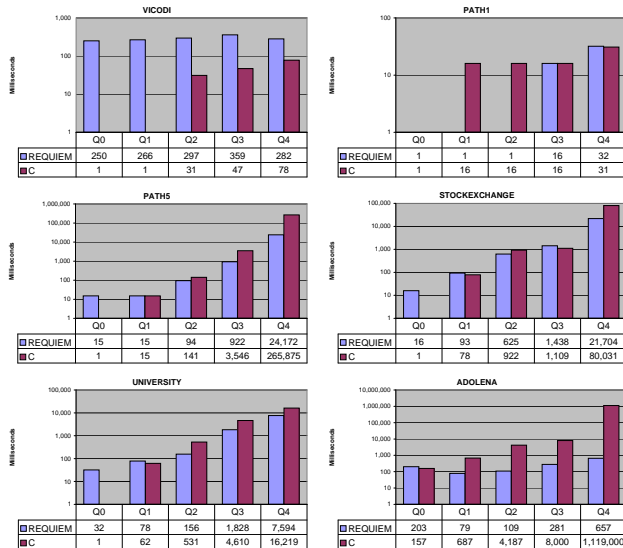 VICODI
Milliseconds
1,000
100
10
1
Q0 Q1 Q2 Q3 Q4
REQUIEM 250 266 297 359 282
C 1 1 31 47 78
PATH1
Milliseconds
100
10
1
Q0 Q1 Q2 Q3 Q4
REQUIEM 1 1 1 16 32
C 1 16 16 16 31
PATH5
Milliseconds
1,000,000
100,000
10,000
1,000
100
10
1
Q0 Q1 Q2 Q3 Q4
REQUIEM 15 15 94 922 24,172
C 1 15 141 3,546 265,875
STOCKEXCHANGE
Milliseconds
100,000
10,000
1,000
100
10
1
Q0 Q1 Q2 Q3 Q4
REQUIEM 16 93 625 1,438 21,704
C 1 78 922 1,109 80,031
UNIVERSITY
Milliseconds
100,000
10,000
1,000
100
10
1
Q0 Q1 Q2 Q3 Q4
REQUIEM 32 78 156 1,828 7,594
C 1 62 531 4,610 16,219
ADOLENA
Milliseconds
10,000,000
1,000,000
100,000
10,000
1,000
100
10
1
Q0 Q1 Q2 Q3 Q4
REQUIEM 203 79 109 281 657
C 157 687 4,187 8,000 1,119,000